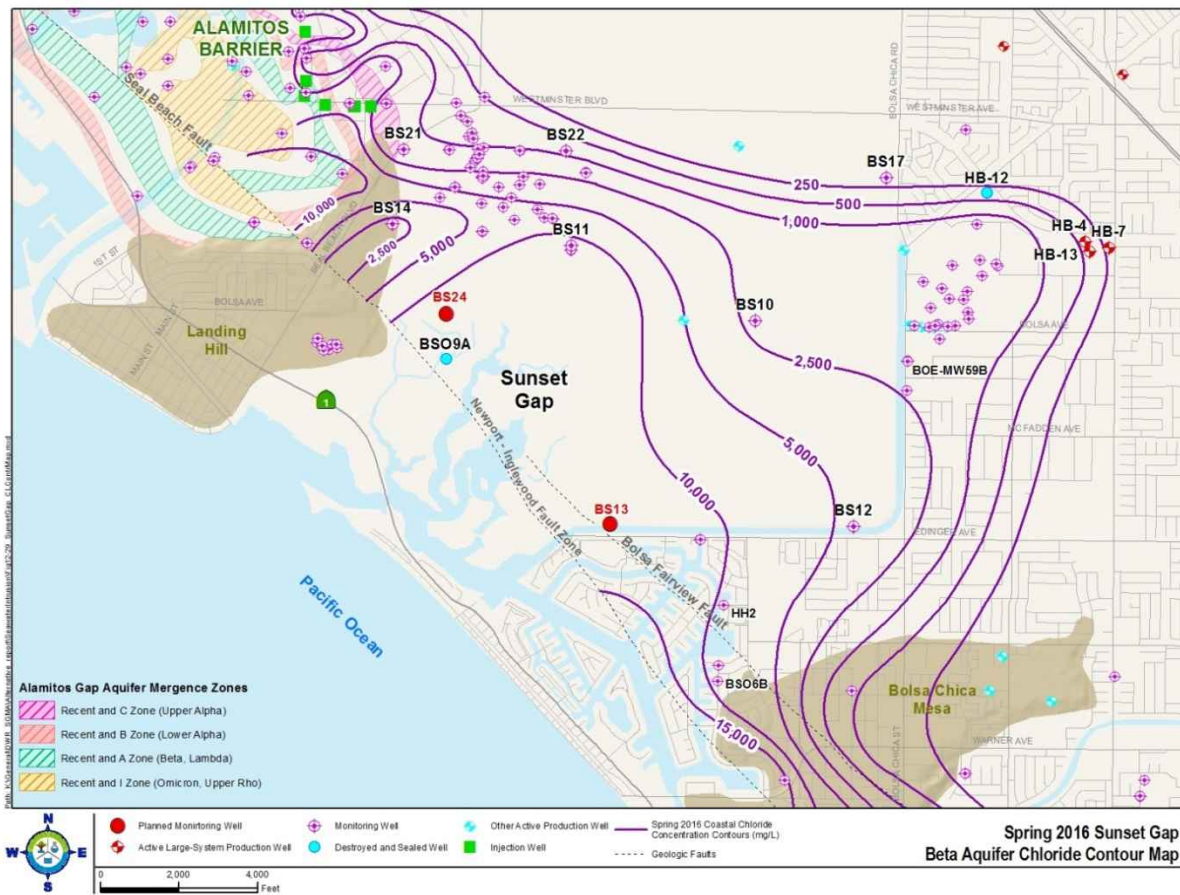 ALAMITOS
BARRIER
Seal Beach Fault
WESTMINSTER BLVD
BOLSA CHICA RD
WESTMINSTER AVE
BS21
BS22
BS17
HB-12
250
500
1,000
10,000
BS14
2,500
5,000
BS11
HB-4
HB-7
HB-13
1ST ST
BOLSA AVE
BS24
BS10
BOLSA AVE
MAIN ST
MAIN ST
Landing
Hill
BSO9A
2,500
BOE-MW59B
Sunset
Gap
1
MCFADDEN AVE
Newport - Inglewood Fault Zone
5,000
10,000
BS13
BS12
EDINGER AVE
Bolsa Fairview Fault
Pacific Ocean
HH2
BSO6B
Bolsa Chica
Mesa
15,000
BOLSA CHICA ST
WARNER AVE
Alamitos Gap Aquifer Mergence Zones
Recent and C Zone (Upper Alpha)
Recent and B Zone (Lower Alpha)
Recent and A Zone (Beta, Lambda)
Recent and I Zone (Omicron, Upper Rho)
N
W
E
S
Planned Monirtoring Well
Monitoring Well
Other Active Production Well
Spring 2016 Coastal Chloride
Concentration Contours (mg/L)
Active Large-System Production Well
Destroyed and Sealed Well
Injection Well
Geologic Faults
0
2,000
4,000
Feet
Spring 2016 Sunset Gap
Beta Aquifer Chloride Contour Map